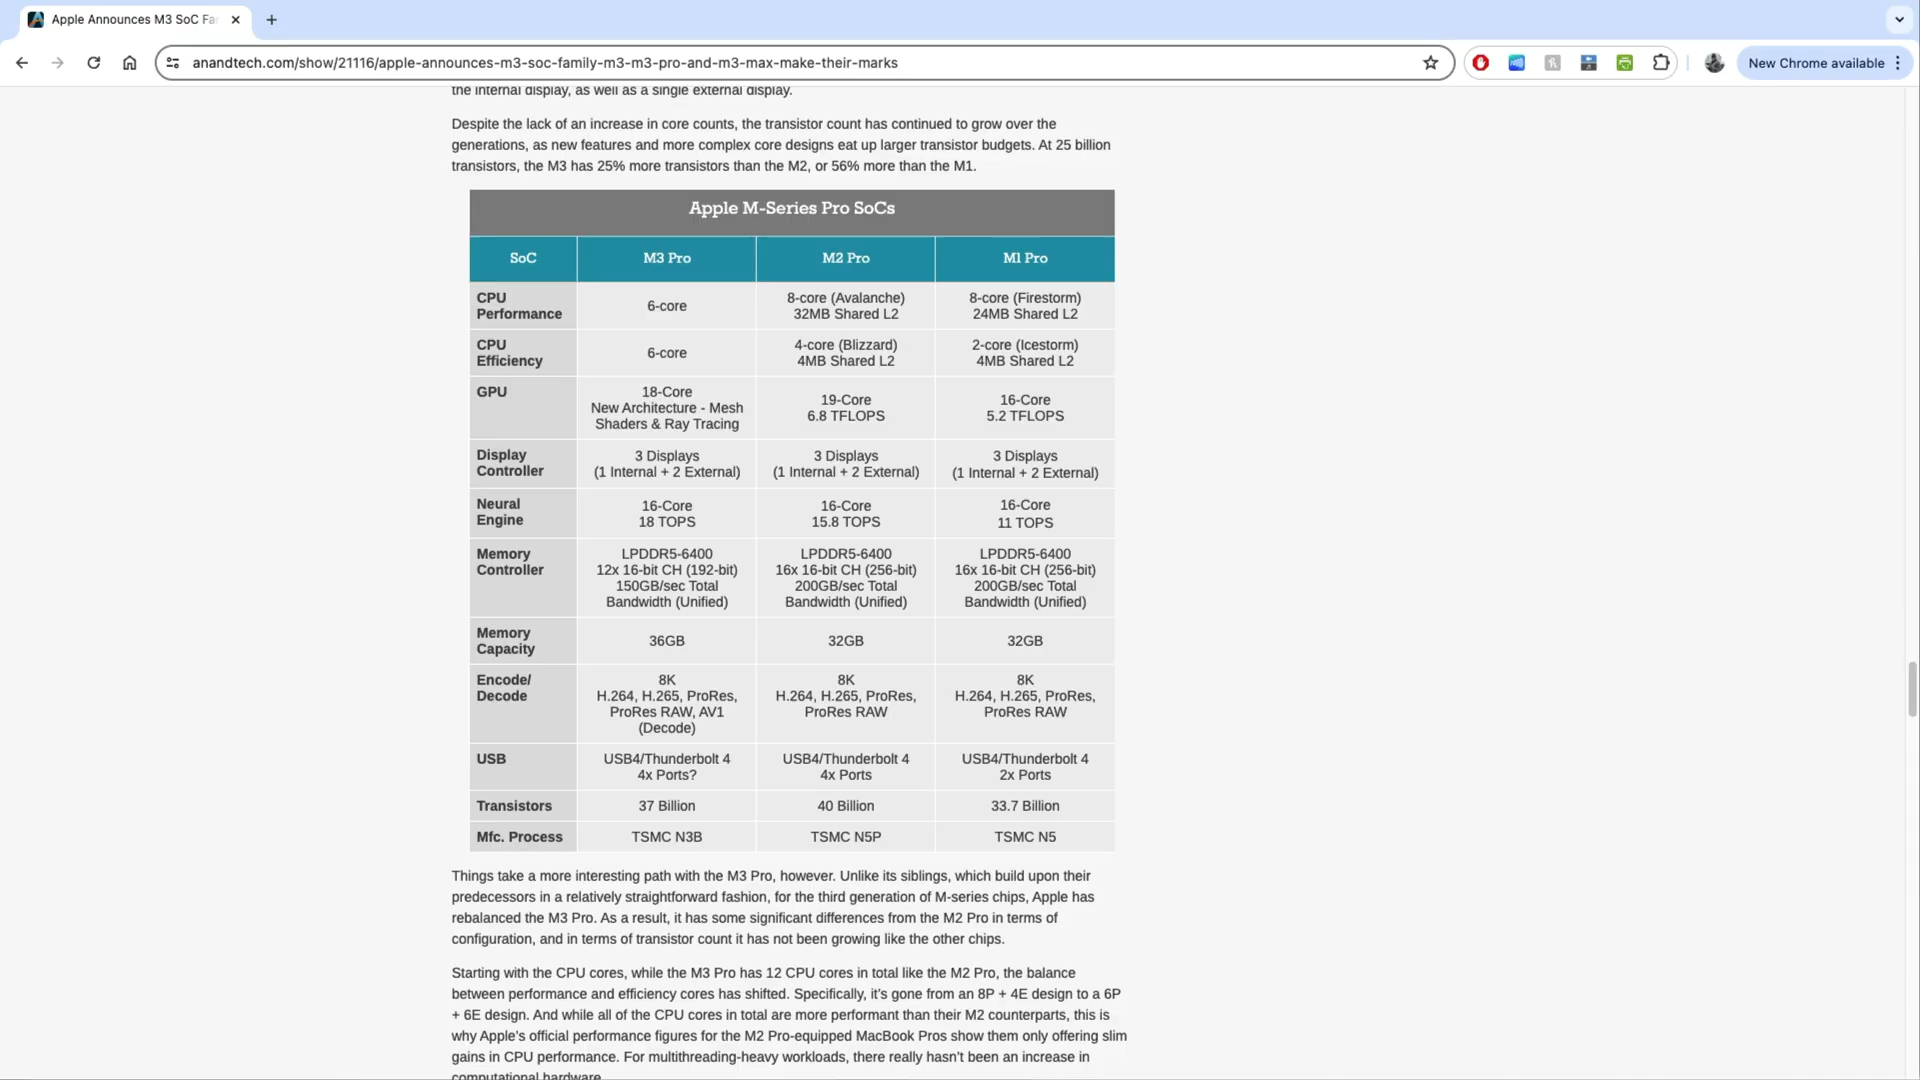 Apple Announces M3 SoC Fa
anandtech.com/show/21116/apple-announces-m3-soc-family-m3-m3-pro-and-m3-max-make-their-marks
New Chrome available
the internal display, as well as a single external display.
Despite the lack of an increase in core counts, the transistor count has continued to grow over the
generations, as new features and more complex core designs eat up larger transistor budgets. At 25 billion
transistors, the M3 has 25% more transistors than the M2, or 56% more than the M1.
Apple M-Series Pro SoCs
SoC M3 Pro M2 Pro M1 Pro
CPU Performance
6-core
8-core (Avalanche)
32MB Shared L2
8-core (Firestorm)
24MB Shared L2
CPU Efficiency
6-core
4-core (Blizzard)
4MB Shared L2
2-core (Icestorm)
4MB Shared L2
GPU
18-Core
New Architecture - Mesh
Shaders & Ray Tracing
19-Core
6.8 TFLOPS
16-Core
5.2 TFLOPS
Display
Controller
3 Displays
(1 Internal + 2 External)
3 Displays
(1 Internal + 2 External)
3 Displays
(1 Internal + 2 External)
Neural
Engine
16-Core
18 TOPS
16-Core
15.8 TOPS
16-Core
11 TOPS
Memory
Controller
LPDDR5-6400
12x 16-bit CH (192-bit)
150GB/sec Total
Bandwidth (Unified)
LPDDR5-6400
16x 16-bit CH (256-bit)
200GB/sec Total
Bandwidth (Unified)
LPDDR5-6400
16x 16-bit CH (256-bit)
200GB/sec Total
Bandwidth (Unified)
Memory
Capacity
36GB
32GB
32GB
Encode/
Decode
8K
H.264, H.265, ProRes,
ProRes RAW, AV1
(Decode)
8K
H.264, H.265, ProRes,
ProRes RAW
8K
H.264, H.265, ProRes,
ProRes RAW
USB
USB4/Thunderbolt 4
4x Ports?
USB4/Thunderbolt 4
4x Ports
USB4/Thunderbolt 4
2x Ports
Transistors 37 Billion 40 Billion 33.7 Billion
Mfc. Process TSMC N3B TSMC N5P TSMC N5
Things take a more interesting path with the M3 Pro, however. Unlike its siblings, which build upon their
predecessors in a relatively straightforward fashion, for the third generation of M-series chips, Apple has
rebalanced the M3 Pro. As a result, it has some significant differences from the M2 Pro in terms of
configuration, and in terms of transistor count it has not been growing like the other chips.
Starting with the CPU cores, while the M3 Pro has 12 CPU cores in total like the M2 Pro, the balance
between performance and efficiency cores has shifted. Specifically, it's gone from an 8P + 4E design to a 6P
+ 6E design. And while all of the CPU cores in total are more performant than their M2 counterparts, this is
why Apple's official performance figures for the M2 Pro-equipped MacBook Pros show them only offering slim
gains in CPU performance. For multithreading-heavy workloads, there really hasn't been an increase in
computational hardware.